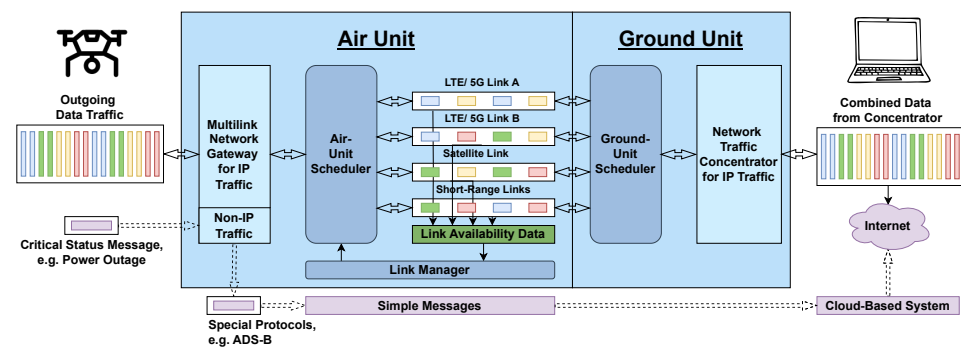 Air Unit
Ground Unit
Outgoing
Data Traffic
Multilink
Network
Gateway
for IP
Traffic
Non-IP
Traffic
Air-
Unit
Scheduler
LTE/ 5G Link A
LTE/ 5G Link B
Satellite Link
Short-Range Links
Link Availability Data
Link Manager
Ground-
Unit
Scheduler
Network
Traffic
Concentrator
for IP Traffic
Combined Data
from Concentrator
Internet
Critical Status Message,
e.g. Power Outage
Special Protocols,
e.g. ADS-B
Simple Messages
Cloud-Based System